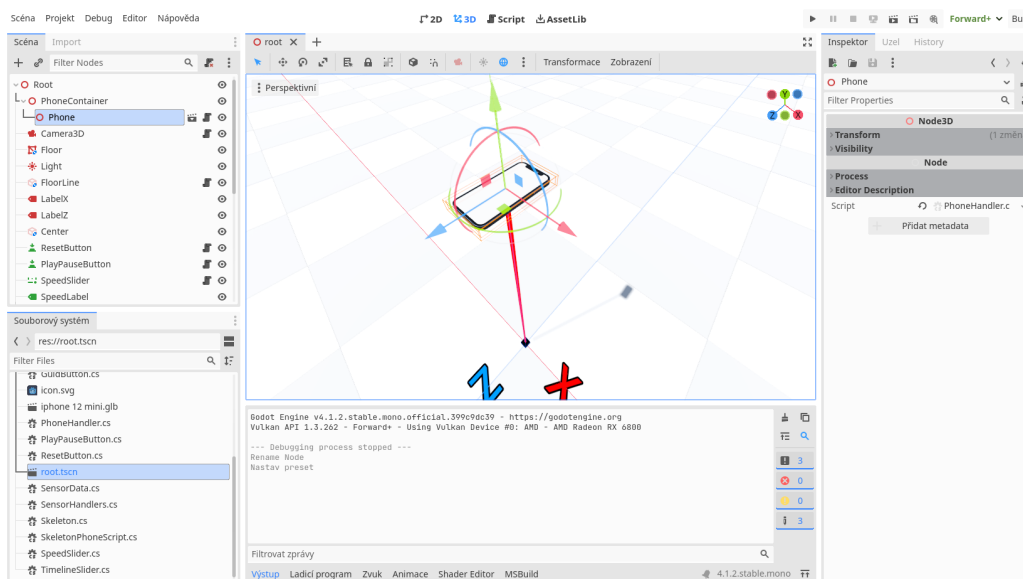 Scéna Projekt Debug Editor Nápověda 2D 3D Script AssetLib Forward+ Bu
Scéna Import
Filter Nodes
Root
PhoneContainer
Phone
Camera3D
Floor
Light
FloorLine
LabelX
LabelZ
Center
ResetButton
PlayPauseButton
SpeedSlider
SpeedLabel
Souborový systém
res://root.tscn
Filter Files
GuidButton.cs
icon.svg
iphone 12 mini.glb
PhoneHandler.cs
PlayPauseButton.cs
ResetButton.cs
root.tscn
SensorData.cs
SensorHandlers.cs
Skeleton.cs
SkeletonPhoneScript.cs
SpeedSlider.cs
TimelineSlider.cs
root
Transformace Zobrazení
Perspektivní
Y
Z X
Z X
Godot Engine v4.1.2.stable.mono.official.399c9dc39 - https://godotengine.org
Vulkan API 1.3.262 - Forward+ - Using Vulkan Device #0: AMD - AMD Radeon RX 6800
--- Debugging process stopped ---
Rename Node
Nastav preset
3
0
0
3
Filtrovat zprávy
Výstup Ladicí program Zvuk Animace Shader Editor MSBuild 4.1.2.stable.mono
Inspektor Uzel History
Phone
Filter Properties
Node3D
Transform (1 změn
Visibility
Node
Process
Editor Description
Script PhoneHandler.c
Přidat metadata